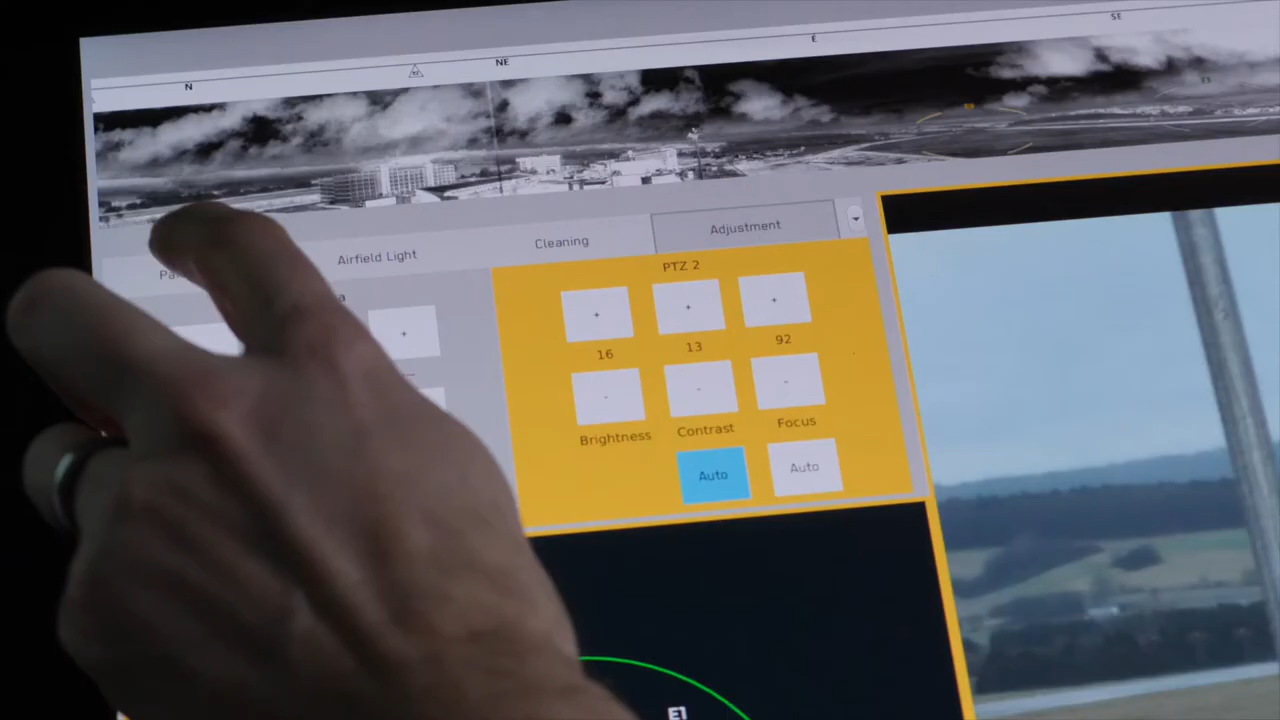 N
NE
E
SE
Airfield Light
Cleaning
Adjustment
PTZ 2
+ + + +
16 13 92
- - -
Brightness Contrast Focus
Auto Auto
E1